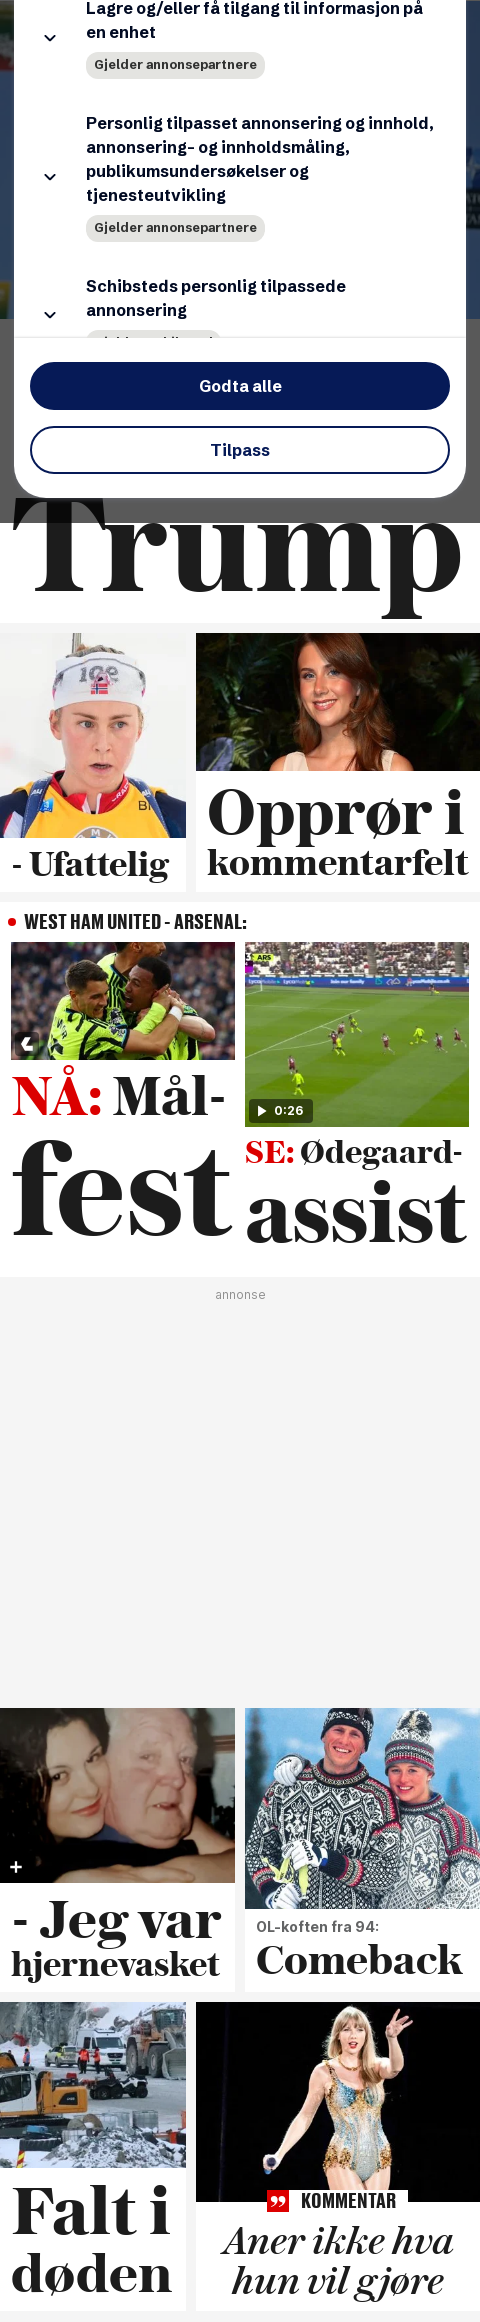 Lagre og/eller få tilgang til informasjon på
en enhet
Gjelder annonsepartnere
Personlig tilpasset annonsering og innhold,
annonsering- og innholdsmåling,
publikumsundersøkelser og
tjenesteutvikling
Gjelder annonsepartnere
Schibsteds personlig tilpassede
annonsering
Godta alle
Tilpass
Trump
- Ufattelig
Opprør i
kommentarfelt
WEST HAM UNITED - ARSENAL:
ARS
0:26
NÅ: Mål-
fest
SE: Ødegaard-
assist
annonse
- Jeg var
hjernevasket
OL-koften fra 94:
Comeback
Falt i
døden
KOMMENTAR
Aner ikke hva
hun vil gjøre